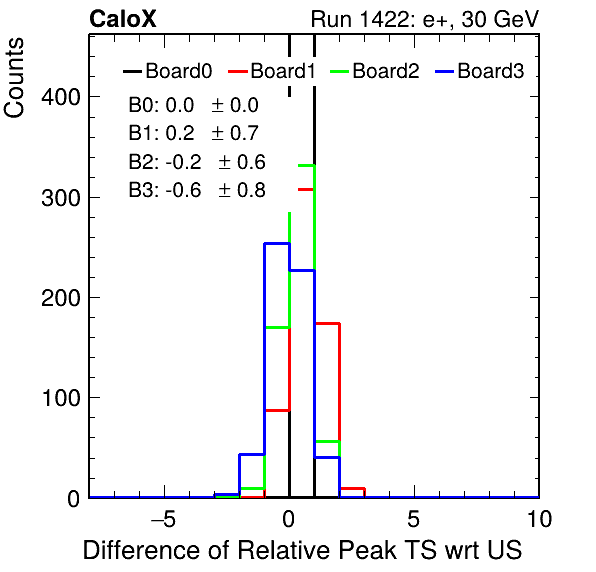 CaloX Run 1422: e+, 30 GeV
Counts
Board0 Board1 Board2 Board3
B0: 0.0 ± 0.0
B1: 0.2 ± 0.7
B2: -0.2 ± 0.6
B3: -0.6 ± 0.8
400
300
200
100
0
−5 0 5 10
Difference of Relative Peak TS wrt US